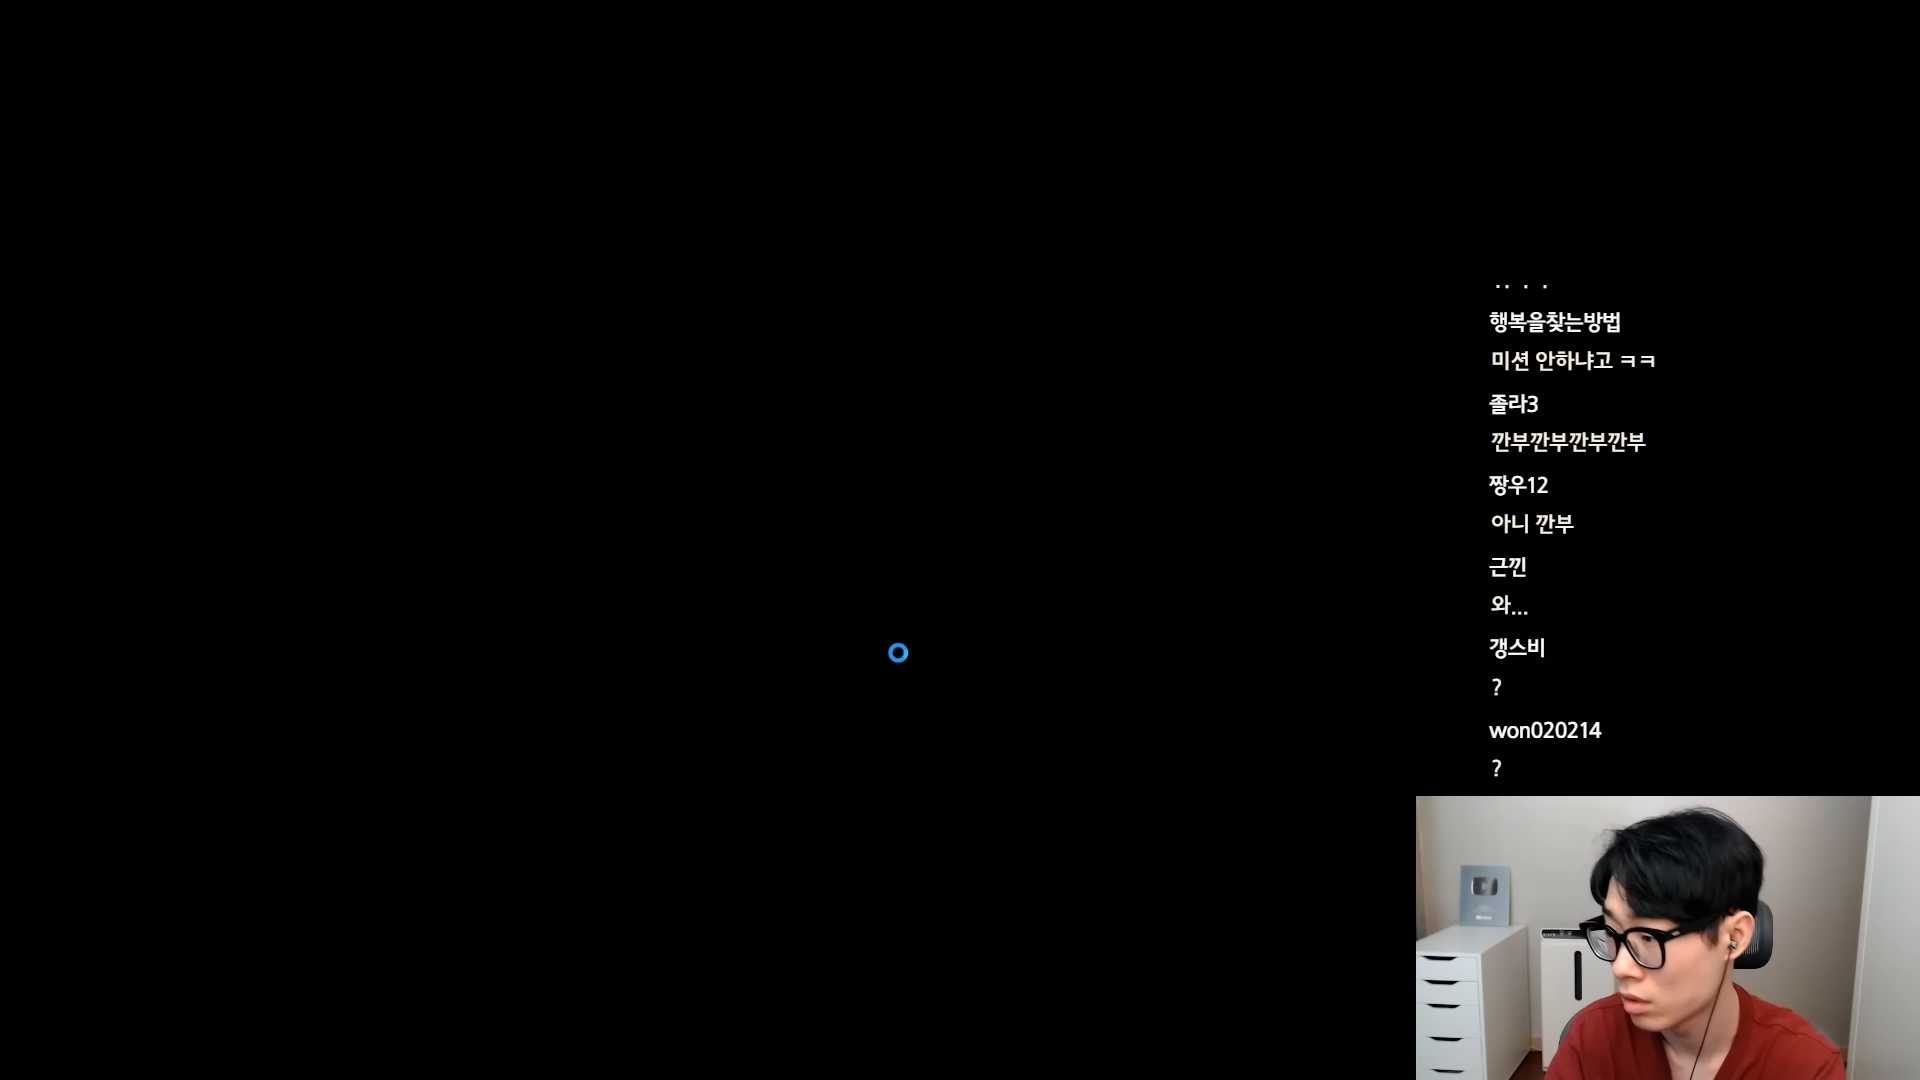 행복을찾는방법
미션 안하냐고 ㅋㅋ
졸라3
깐부깐부깐부깐부
짱우12
아니 깐부
근낀
와...
갱스비
?
won020214
?